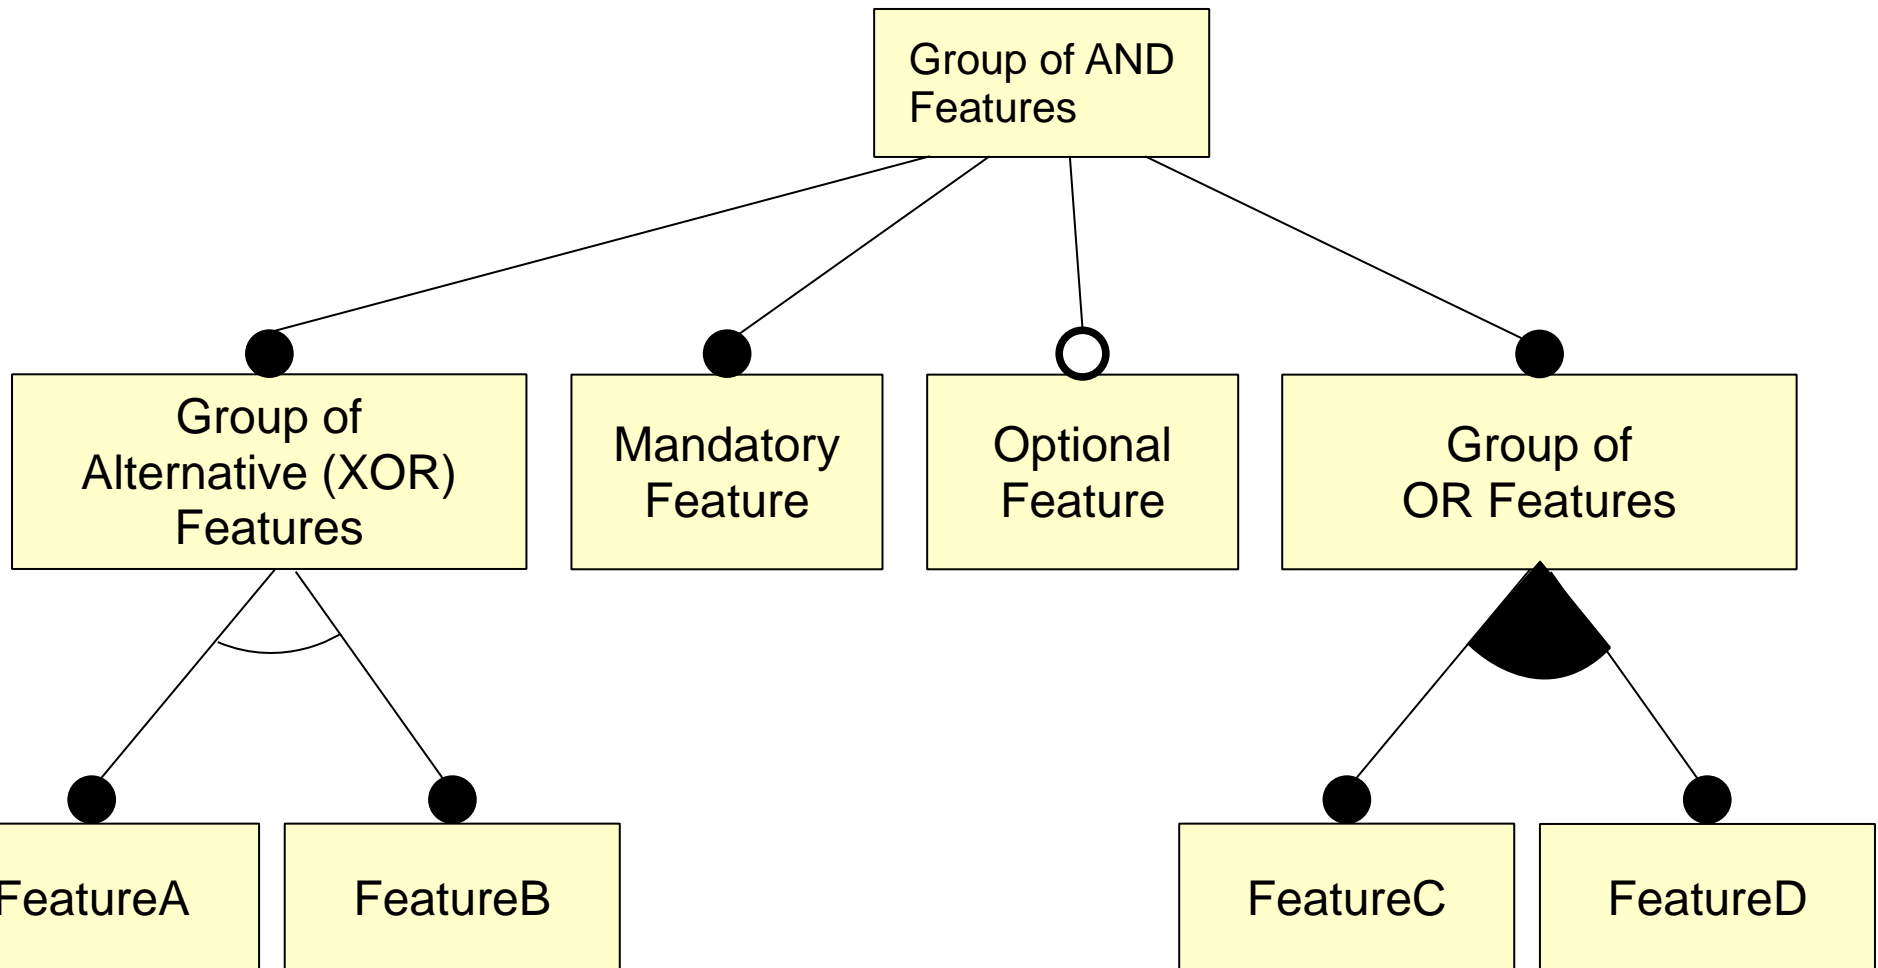 Group of AND
Features
Group of
Alternative (XOR)
Features
Mandatory
Feature
Optional
Feature
Group of
OR Features
FeatureA
FeatureB
FeatureC
FeatureD